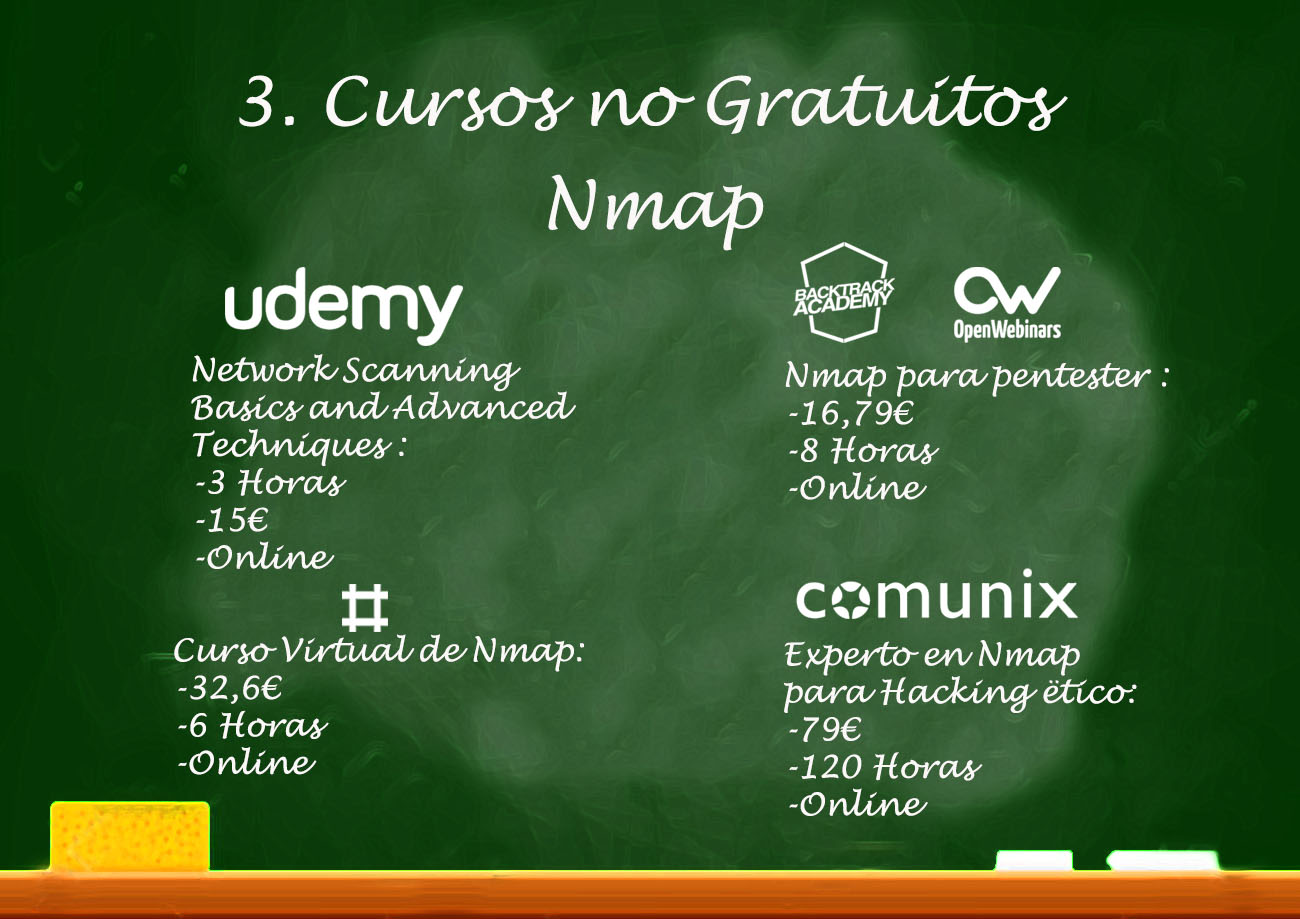 3. Cursos no Gratuitos
Nmap
udemy
Network Scanning
Basics and Advanced
Techniques :
-3 Horas
-15€
-Online
BACKTRACK
ACADEMY
OpenWebinars
Nmap para pentester :
-16,79€
-8 Horas
-Online
Curso Virtual de Nmap:
-32,6€
-6 Horas
-Online
comunix
Experto en Nmap
para Hacking ëtico:
-79€
-120 Horas
-Online